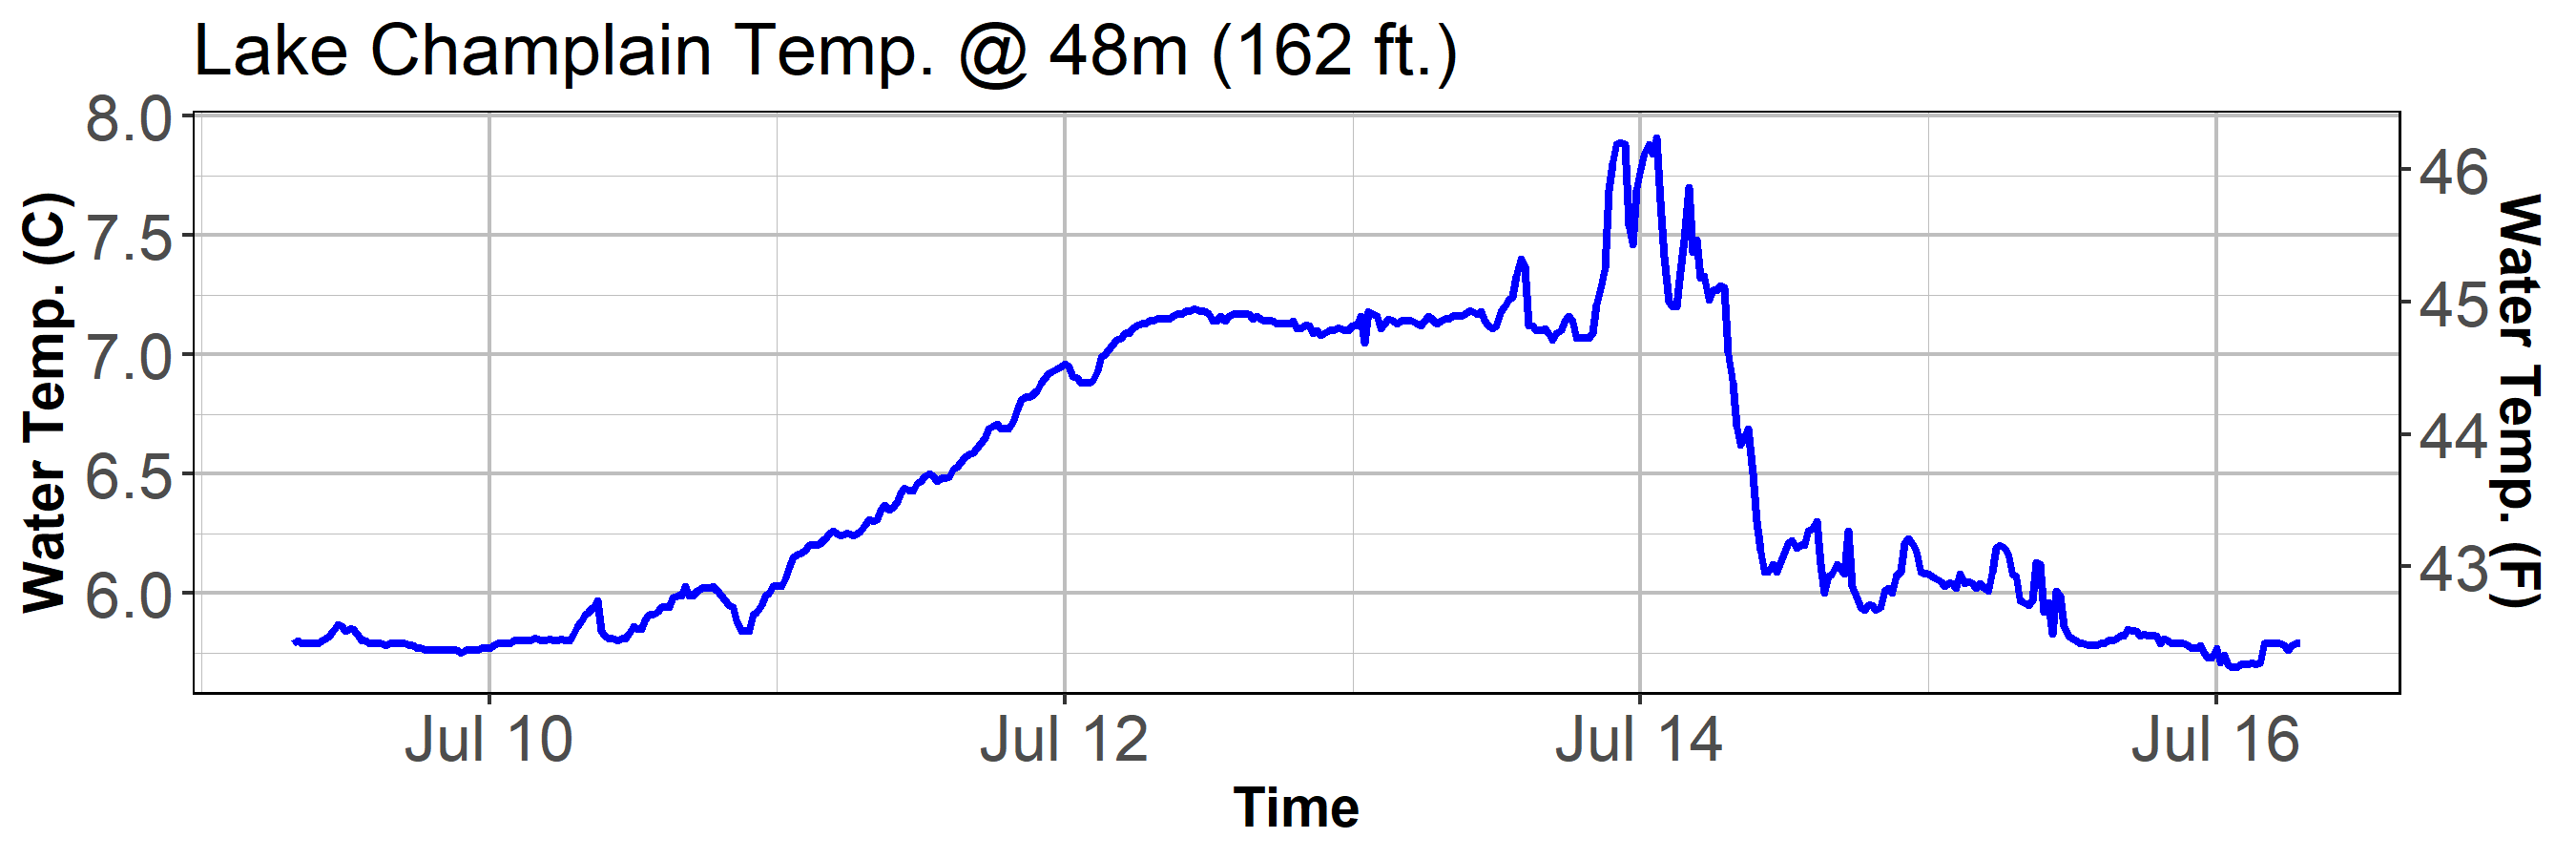 Lake Champlain Temp. @ 48m (162 ft.)
Water Temp. (C)
8.0
7.5
7.0
6.5
6.0
46
45
44
43
Water Temp. (F)
Jul 10 Jul 12 Jul 14 Jul 16
Time